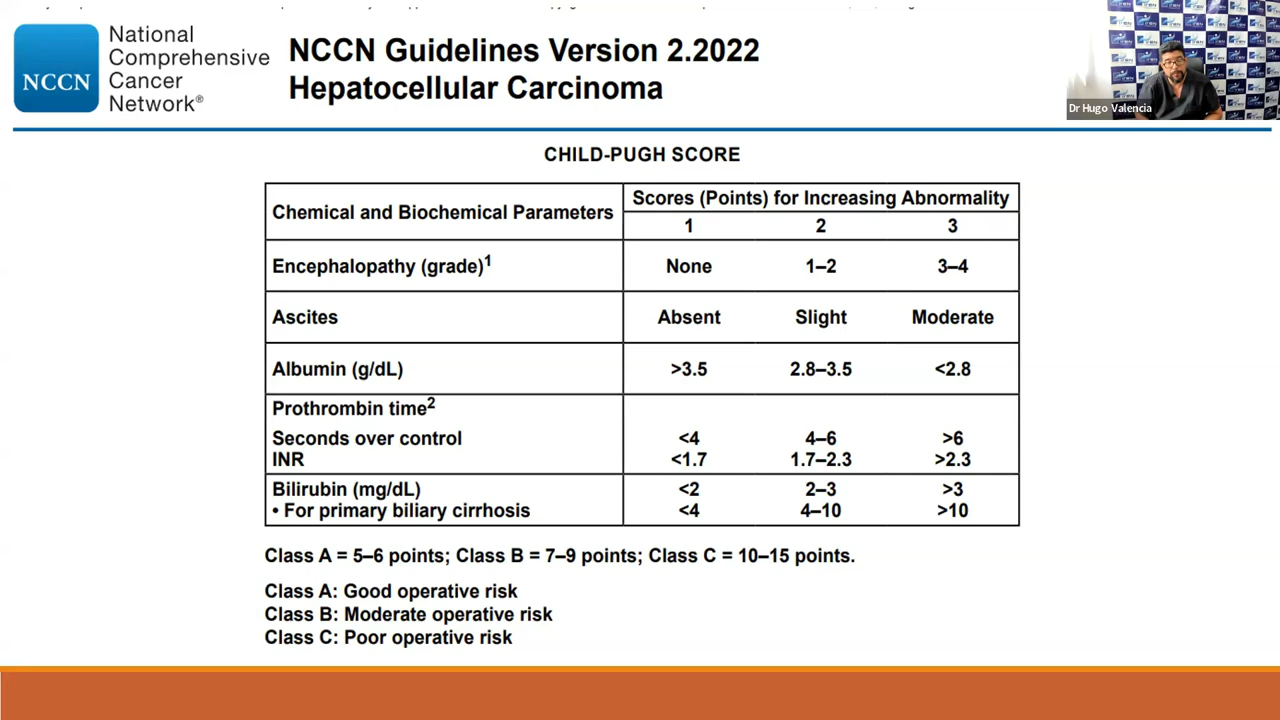 National
Comprehensive
NCCN Cancer
Network®
NCCN Guidelines Version 2.2022
Hepatocellular Carcinoma
Dr Hugo Valencia
CHILD-PUGH SCORE
Chemical and Biochemical Parameters Scores (Points) for Increasing Abnormality
1 2 3
Encephalopathy (grade)1 None 1–2 3–4
Ascites Absent Slight Moderate
Albumin (g/dL) >3.5 2.8–3.5 <2.8
Prothrombin time2
Seconds over control <4 4–6 >6
INR <1.7 1.7–2.3 >2.3
Bilirubin (mg/dL) <2 2–3 >3
• For primary biliary cirrhosis <4 4–10 >10
Class A = 5–6 points; Class B = 7–9 points; Class C = 10–15 points.
Class A: Good operative risk
Class B: Moderate operative risk
Class C: Poor operative risk